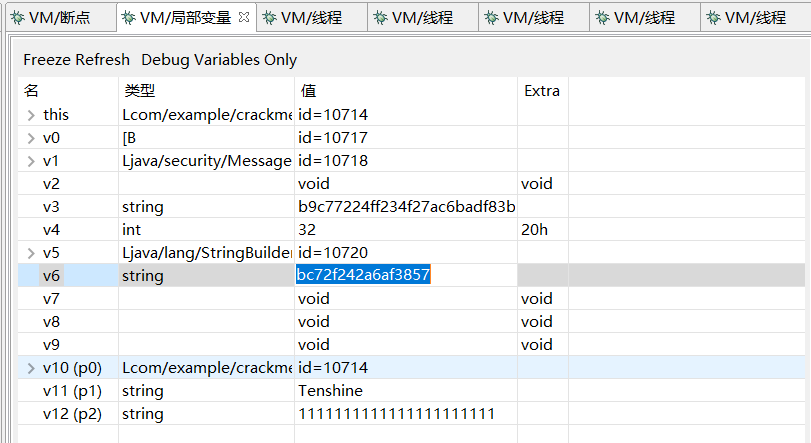 VM/断点 VM/局部变量 VM/线程 VM/线程 VM/线程 VM/线程 VM/线程
Freeze Refresh Debug Variables Only
名 类型 值 Extra
this Lcom/example/crackme id=10714
v0 [B id=10717
v1 Ljava/security/Message id=10718
v2 void void
v3 string b9c77224ff234f27ac6badf83b
v4 int 32 20h
v5 Ljava/lang/StringBuilder id=10720
v6 string bc72f242a6af3857
v7 void void
v8 void void
v9 void void
v10 (p0) Lcom/example/crackme id=10714
v11 (p1) string Tenshine
v12 (p2) string 1111111111111111111111